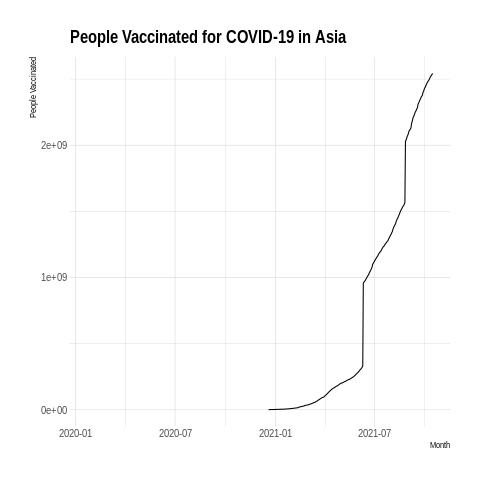 People Vaccinated for COVID-19 in Asia
People Vaccinated
2e+09
1e+09
0e+00
2020-01 2020-07 2021-01 2021-07
Month